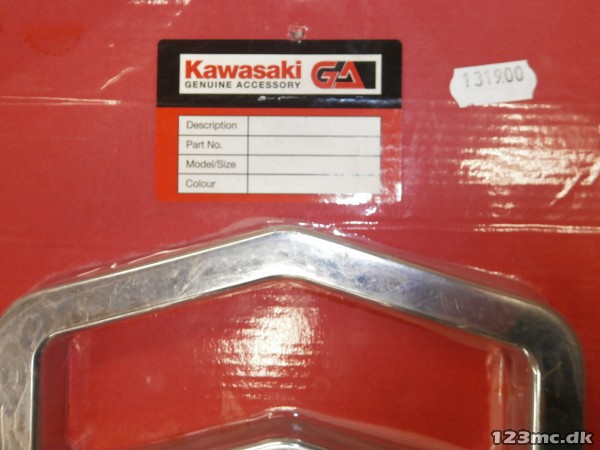 Kawasaki GA
GENUINE ACCESSORY
131900
Description
Part No.
Model/Size
Colour
123mc.dk